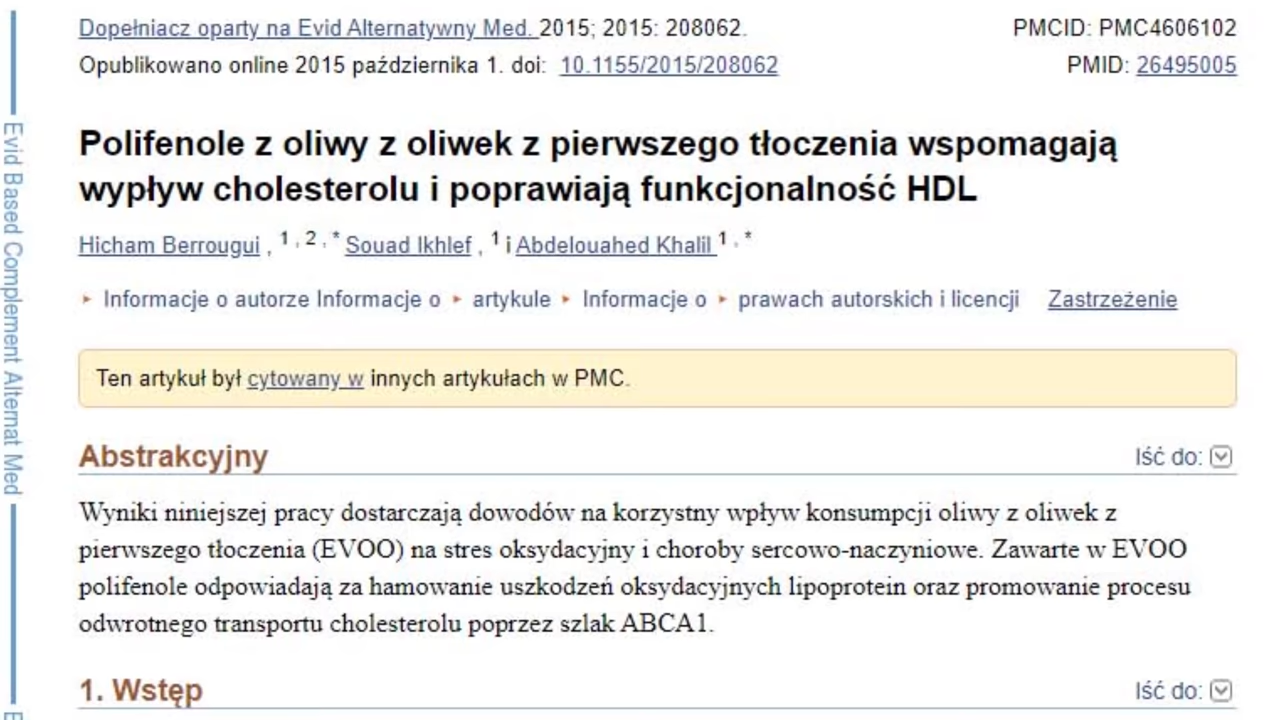 Dopełniacz oparty na Evid Alternatywny Med. 2015; 2015: 208062.
PMCID: PMC4606102
Opublikowano online 2015 października 1. doi: 10.1155/2015/208062
PMID: 26495005
Polifenole z oliwy z oliwek z pierwszego tłoczenia wspomagają
wypływ cholesterolu i poprawiają funkcjonalność HDL
Hicham Berrougui , 1 , 2 , * Souad Ikhlef , 1 i Abdelouahed Khalil 1 , *
▸ Informacje o autorze Informacje o ▸ artykule ▸ Informacje o ▸ prawach autorskich i licencji Zastrzeżenie
Ten artykuł był cytowany w innych artykułach w PMC.
Abstrakcyjny
Iść do:
Wyniki niniejszej pracy dostarczają dowodów na korzystny wpływ konsumpcji oliwy z oliwek z
pierwszego tłoczenia (EVOO) na stres oksydacyjny i choroby sercowo-naczyniowe. Zawarte w EVOO
polifenole odpowiadają za hamowanie uszkodzeń oksydacyjnych lipoprotein oraz promowanie procesu
odwrotnego transportu cholesterolu poprzez szlak ABCA1.
1. Wstęp
Iść do:
Evid Based Complement Alternat Med
E